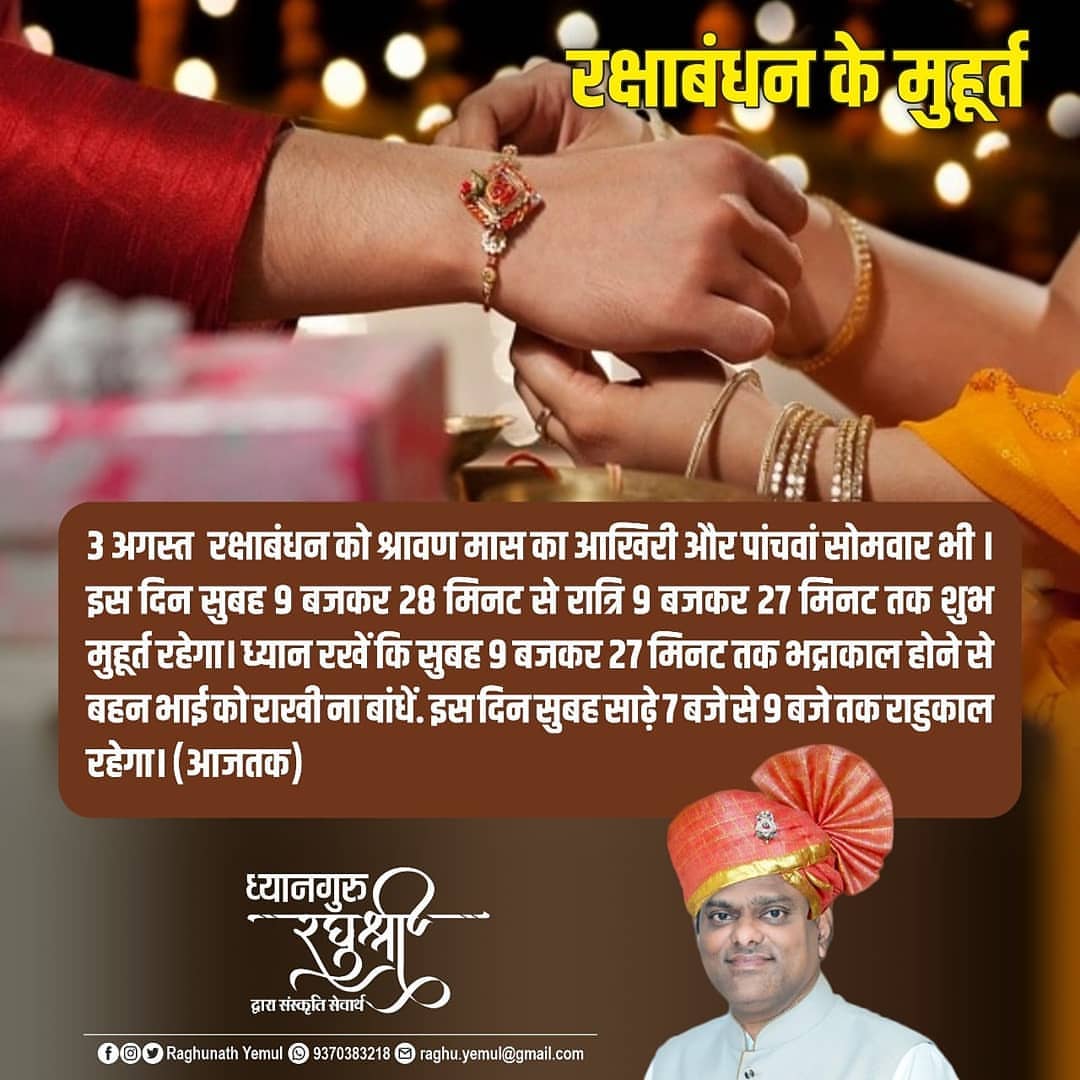 रक्षाबंधन के मुहूर्त
3 अगस्त रक्षाबंधन को श्रावण मास का आखिरी और पांचवां सोमवार भी ।
इस दिन सुबह 9 बजकर 28 मिनट से रात्रि 9 बजकर 27 मिनट तक शुभ
मुहूर्त रहेगा। ध्यान रखें कि सुबह 9 बजकर 27 मिनट तक भद्राकाल होने से
बहन भाई को राखी ना बांधें. इस दिन सुबह साढ़े 7 बजे से 9 बजे तक राहुकाल
रहेगा। (आजतक)
ध्यानगुरु
रघुश्री
द्वारा संस्कृति सेवार्थ
Raghunath Yemul 9370383218 raghu.yemul@gmail.com